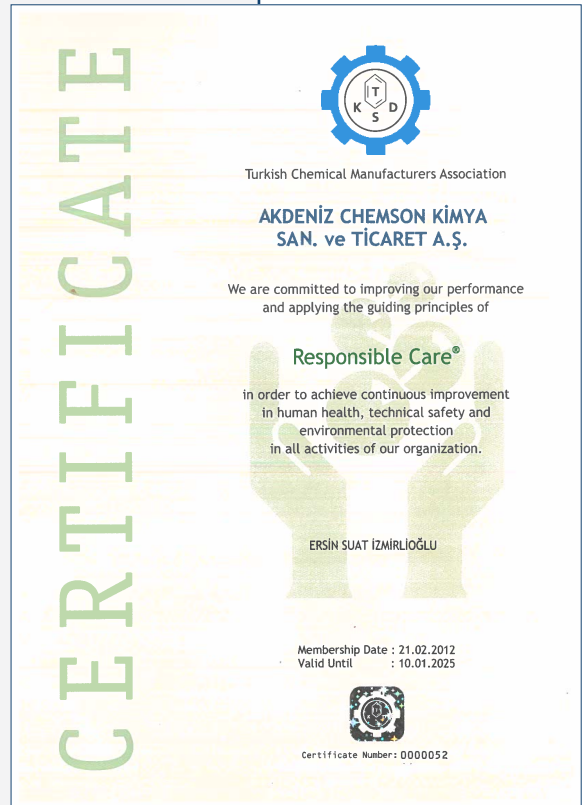 CERTIFICATE
T
K D
S
Turkish Chemical Manufacturers Association
AKDENİZ CHEMSON KİMYA
SAN. ve TİCARET A.Ş.
We are committed to improving our performance
and applying the guiding principles of
Responsible Care®
in order to achieve continuous improvement
in human health, technical safety and
environmental protection
in all activities of our organization.
ERSİN SUAT İZMİRLİOĞLU
Membership Date : 21.02.2012
Valid Until : 10.01.2025
Certificate Number: 0000052